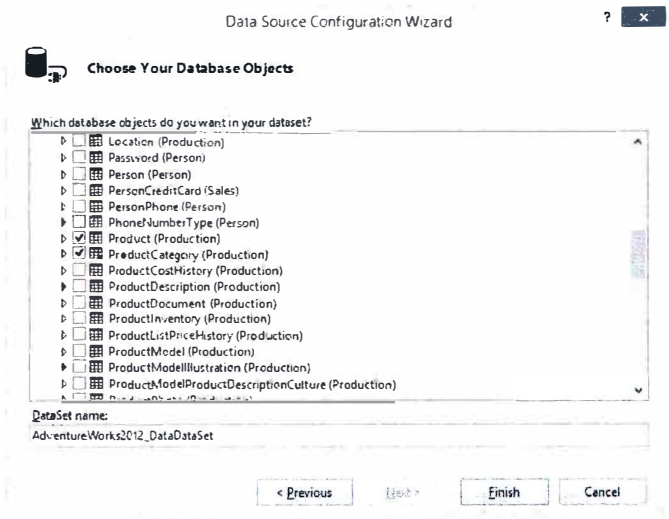 Data Source Configuration Wizard
?
x
Choose Your Database Objects
Which database objects do you want in your dataset?
Location (Production)
Password (Person)
Person (Person)
PersonCreditCard (Sales)
PersonPhone (Person)
PhoneNumberType (Person)
Product (Production)
ProductCategory (Production)
ProductCostHistory (Production)
ProductDescription (Production)
ProductDocument (Production)
ProductInventory (Production)
ProductListPriceHistory (Production)
ProductModel (Production)
ProductModelIllustration (Production)
ProductModelProductDescriptionCulture (Production)
DataSet name:
AdventureWorks2012_DataDataSet
< Previous
Next >
Finish
Cancel